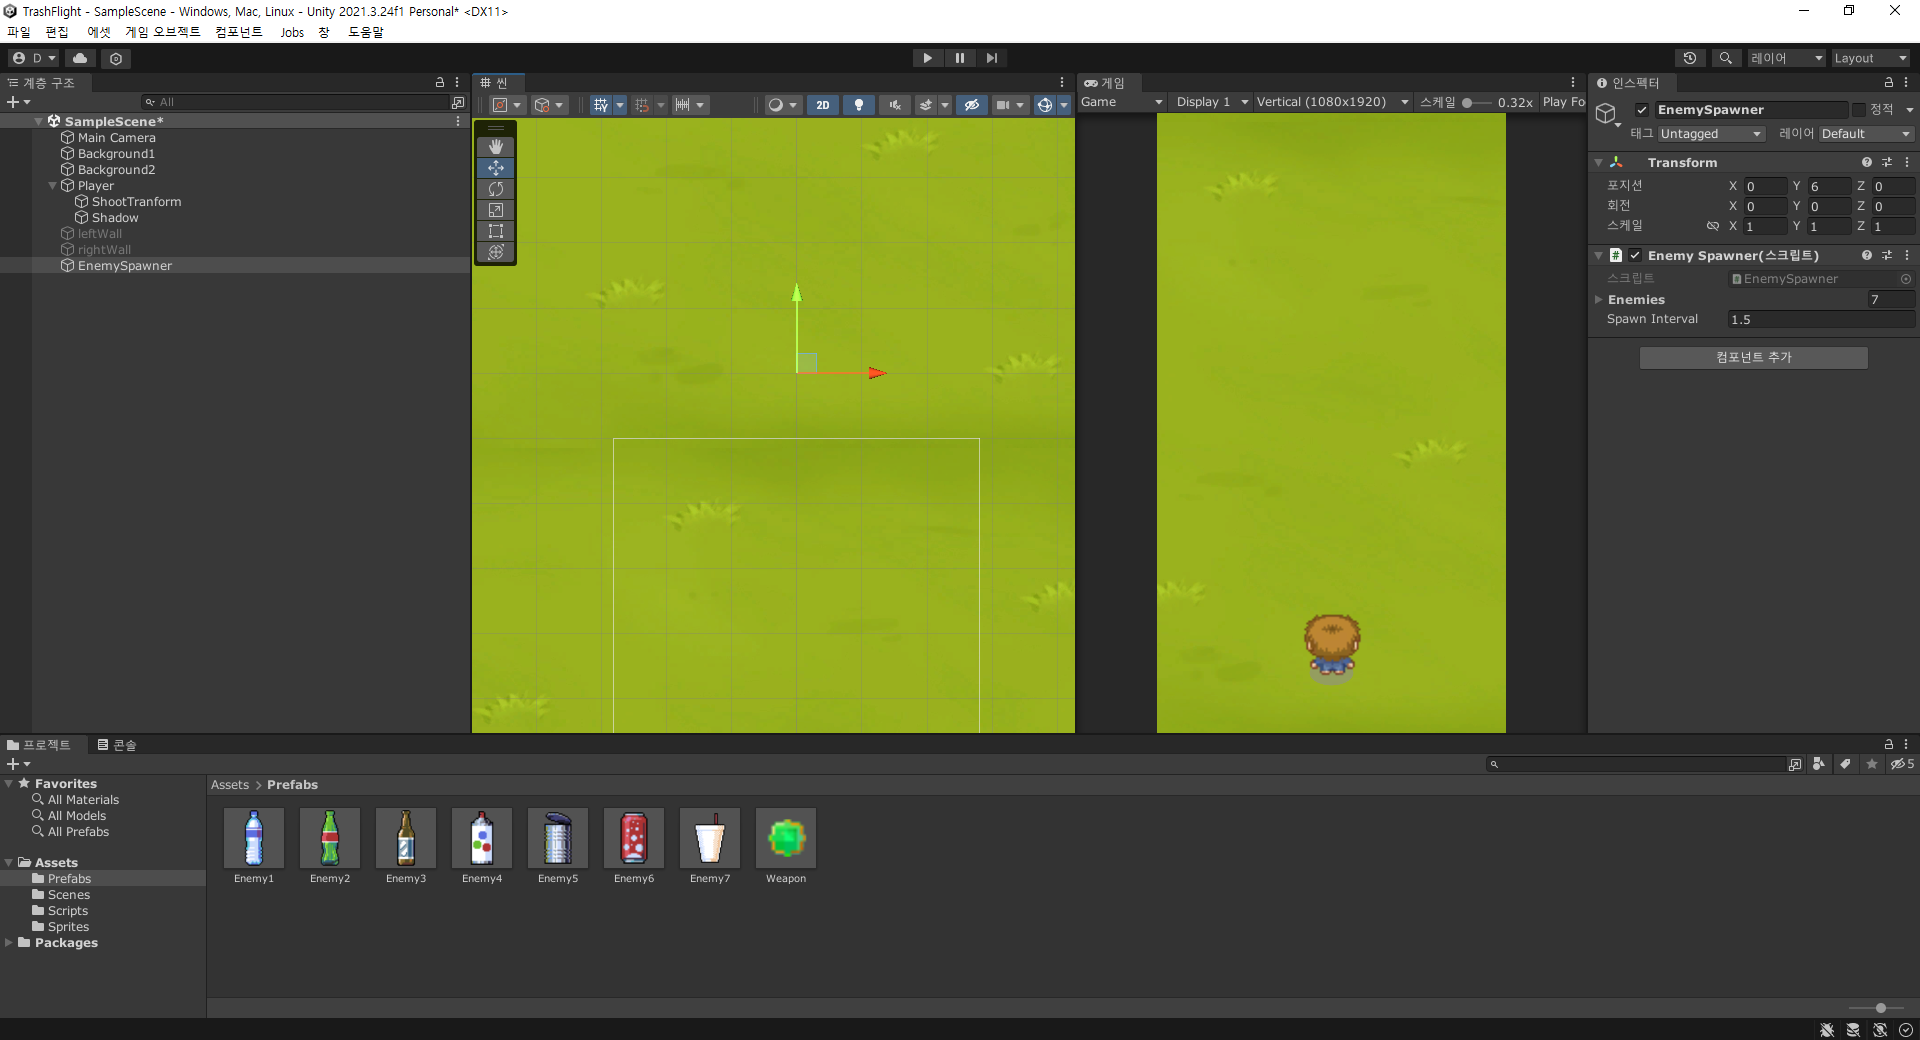 TrashFlight - SampleScene - Windows, Mac, Linux - Unity 2021.3.24f1 Personal* <DX11>
파일 편집 에셋 게임 오브젝트 컴포넌트 Jobs 창 도움말
D 레이어 Layout
계층 구조
All
SampleScene*
Main Camera
Background1
Background2
Player
ShootTranform
Shadow
leftWall
rightWall
EnemySpawner
씬
2D
게임
Game Display 1 Vertical (1080x1920) 스케일 0.32x Play Fo
인스펙터
EnemySpawner 정적
태그 Untagged 레이어 Default
Transform
포지션 X 0 Y 6 Z 0
회전 X 0 Y 0 Z 0
스케일 X 1 Y 1 Z 1
Enemy Spawner(스크립트)
스크립트 EnemySpawner
Enemies 7
Spawn Interval 1.5
컴포넌트 추가
프로젝트 콘솔
5
Favorites
All Materials
All Models
All Prefabs
Assets
Prefabs
Scenes
Scripts
Sprites
Packages
Assets > Prefabs
Enemy1 Enemy2 Enemy3 Enemy4 Enemy5 Enemy6 Enemy7 Weapon